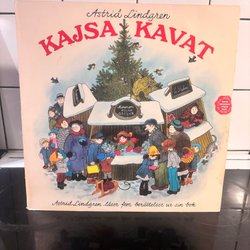 Astrid Lindgren
KAJSA KAVAT
Astrid Lindgren läser fem berättelser ur sin bok